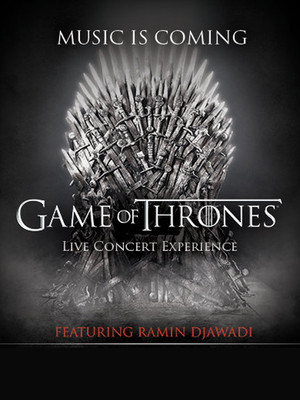 MUSIC IS COMING
GAME OF THRONES
LIVE CONCERT EXPERIENCE
FEATURING RAMIN DJAWADI